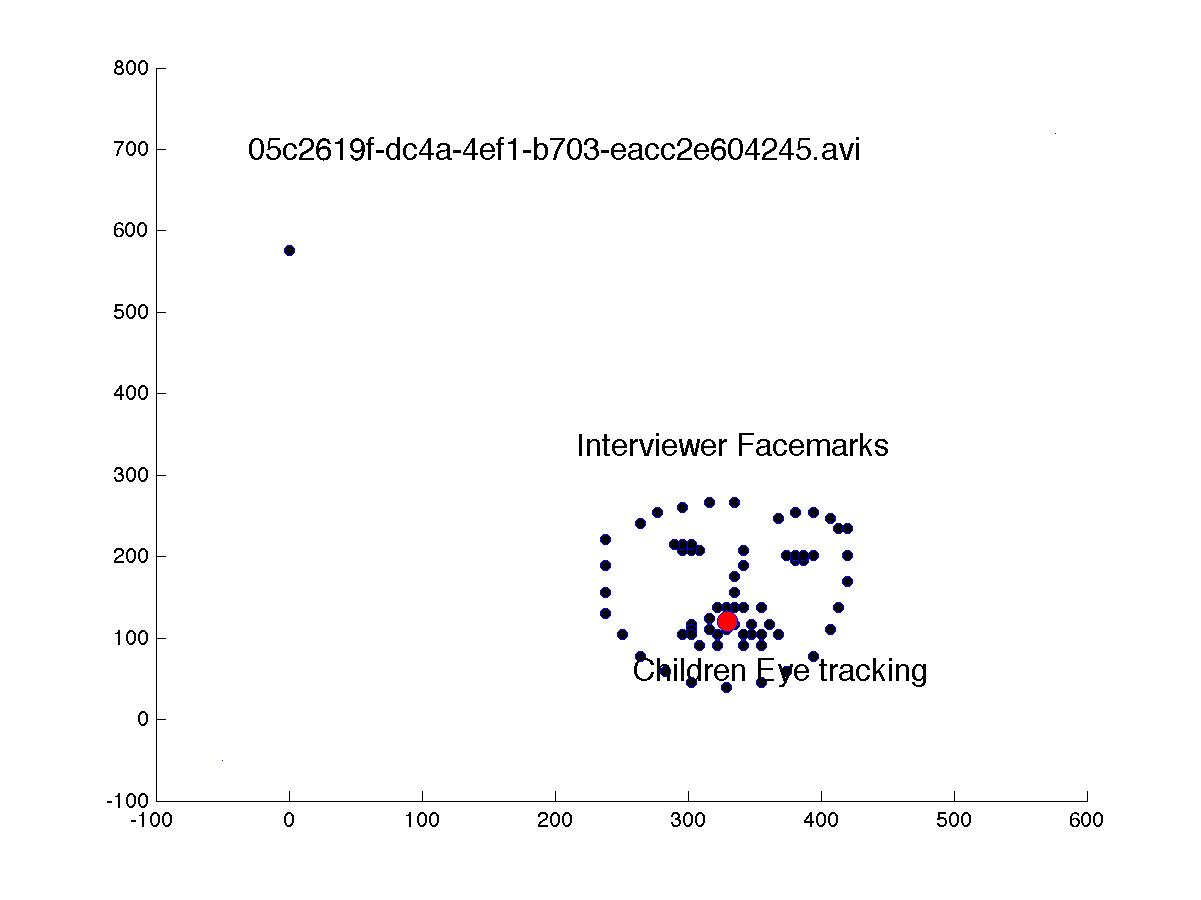 800
700
05c2619f-dc4a-4ef1-b703-eacc2e604245.avi
600
500
400
Interviewer Facemarks
300
200
100
Children Eye tracking
0
-100
-100 0 100 200 300 400 500 600